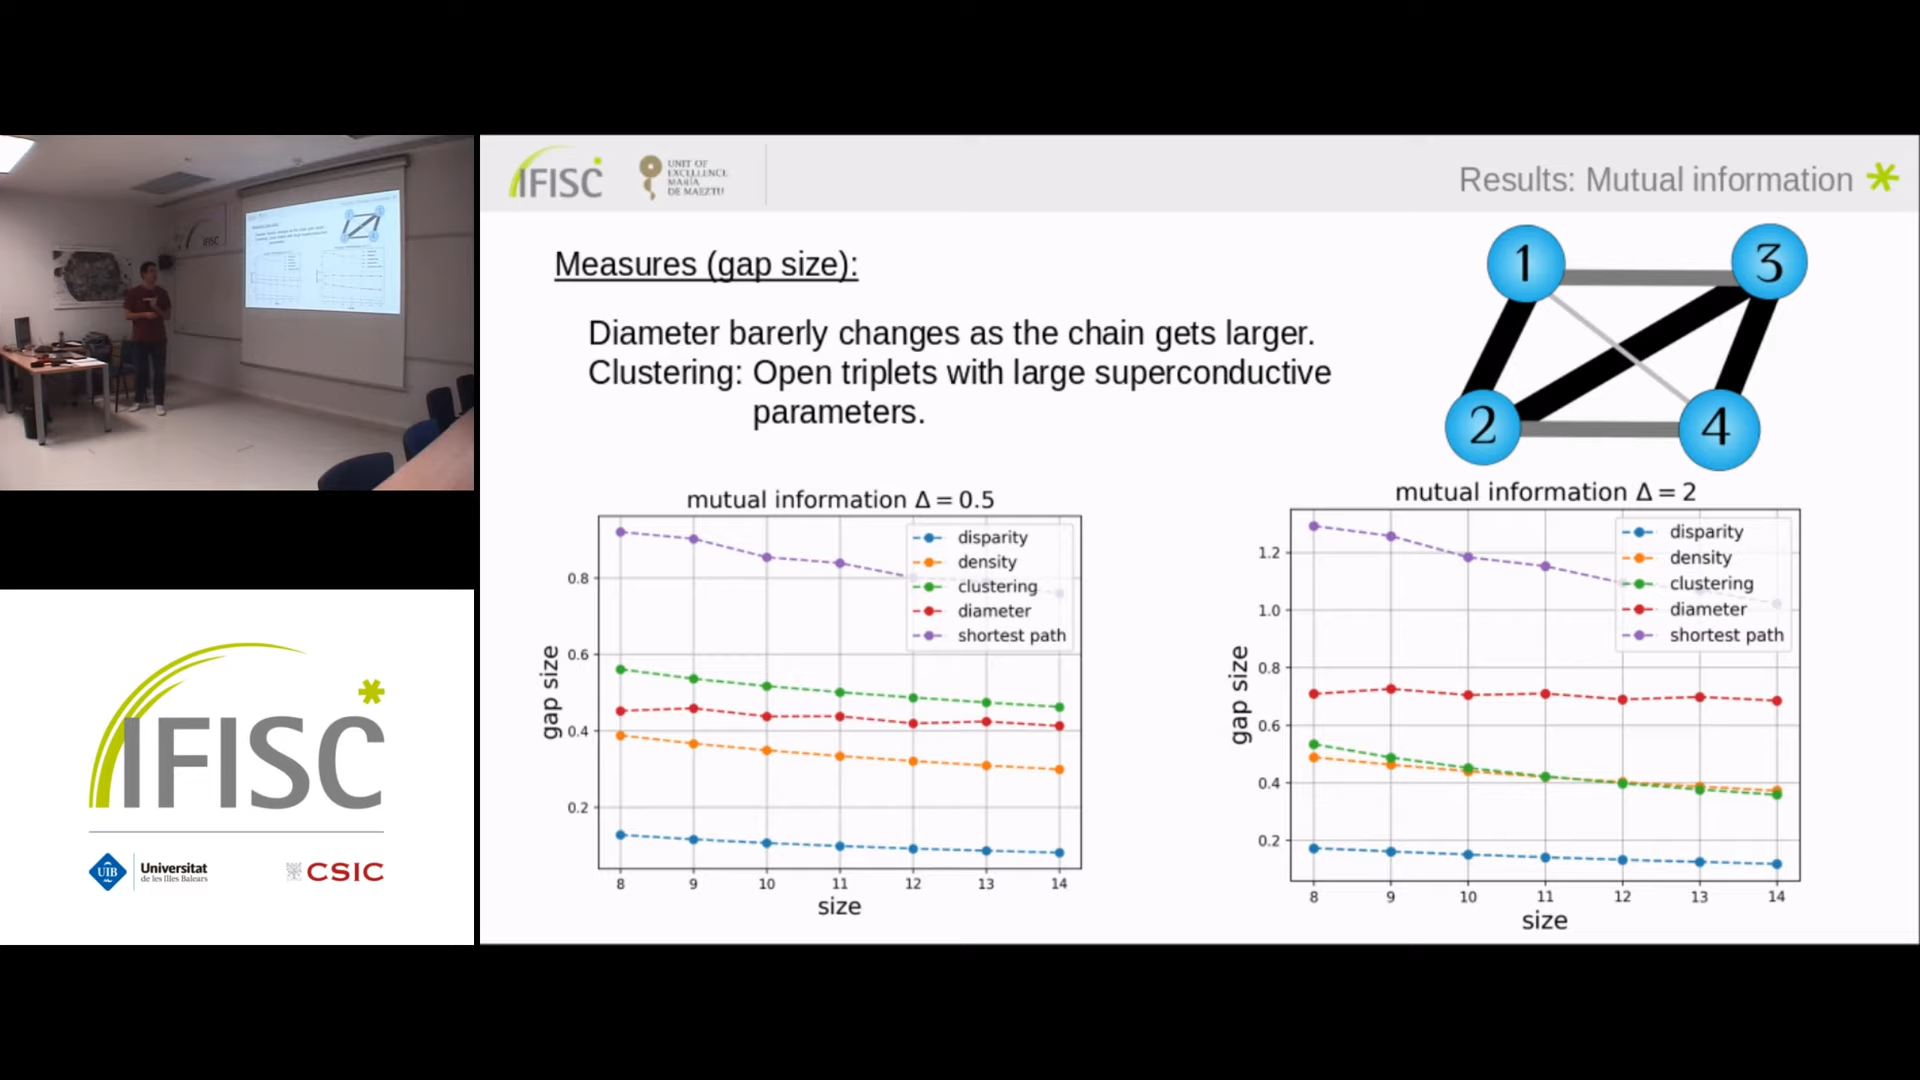 IFISC
UNIT OF
EXCELLENCE
MARÍA
DE MAEZTU
Results: Mutual information
Measures (gap size):
Diameter barerly changes as the chain gets larger.
Clustering: Open triplets with large superconductive
parameters.
1
3
2
4
mutual information Δ = 0.5
disparity
density
clustering
diameter
shortest path
0.8
0.6
0.4
0.2
gap size
8 9 10 11 12 13 14
size
mutual information Δ = 2
disparity
density
clustering
diameter
shortest path
1.2
1.0
0.8
0.6
0.4
0.2
gap size
8 9 10 11 12 13 14
size
IFISC
UIB
Universitat
de les Illes Balears
CSIC